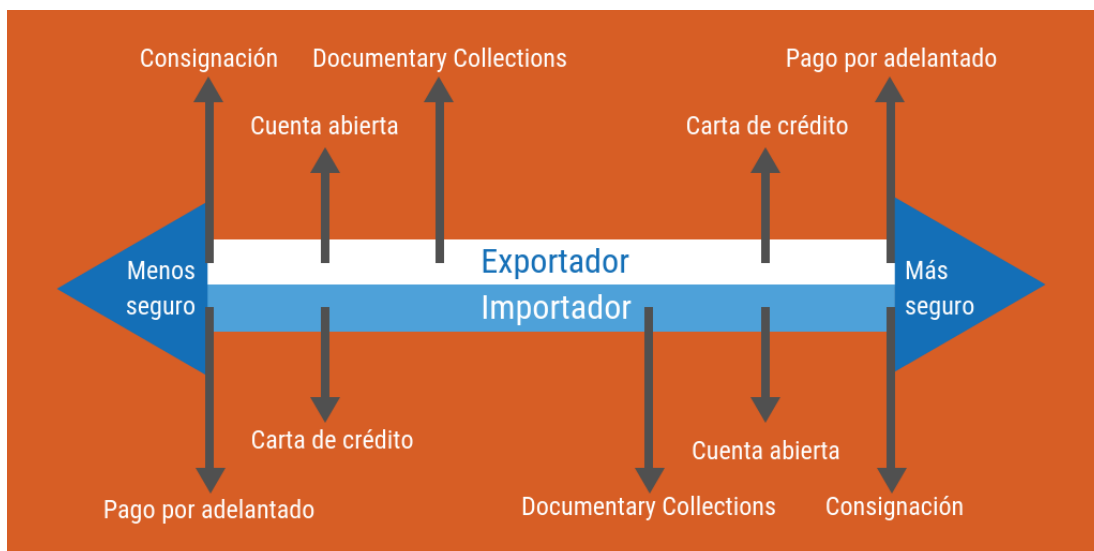 Consignación
Documentary Collections
Pago por adelantado
Cuenta abierta
Carta de crédito
Menos
seguro
Exportador
Importador
Más
seguro
Carta de crédito
Cuenta abierta
Pago por adelantado
Documentary Collections
Consignación